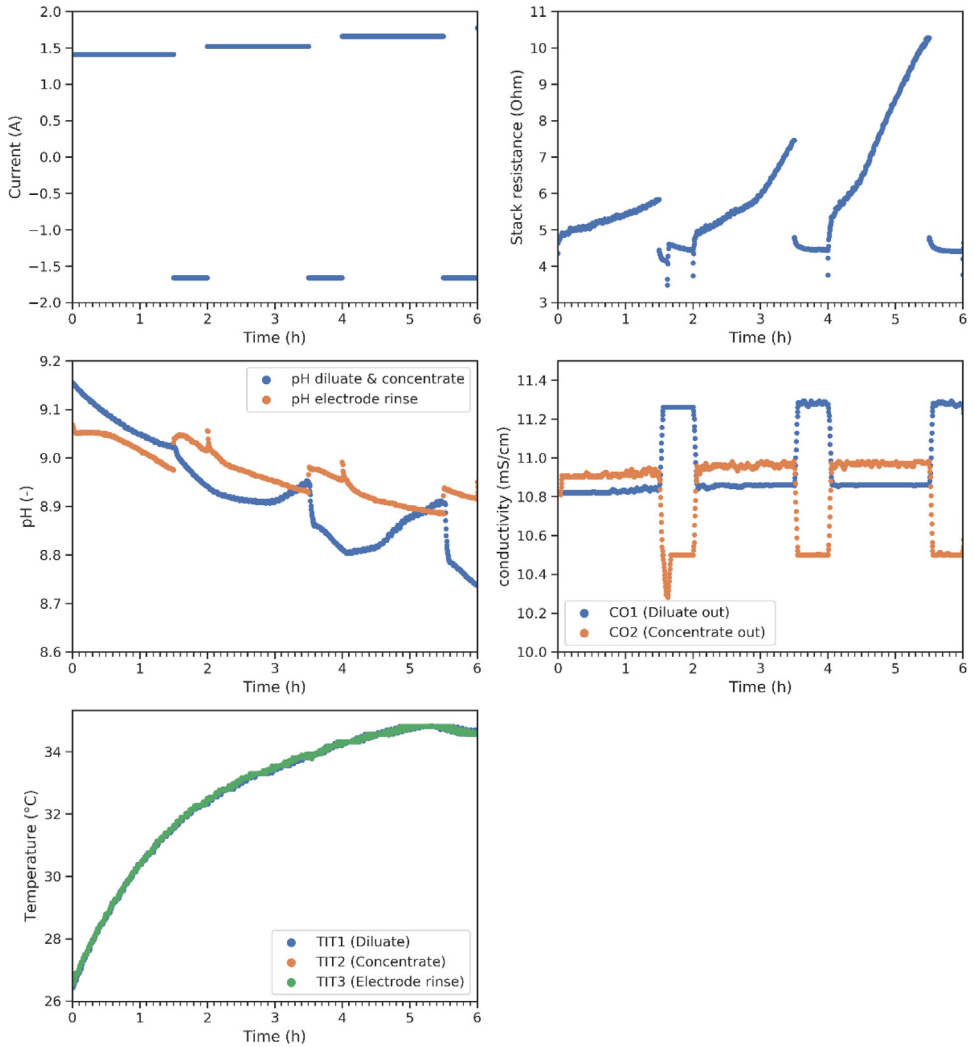 2.0
1.5
1.0
0.5
0.0
−0.5
−1.0
−1.5
−2.0
Current (A)
0 1 2 3 4 5 6
Time (h)
11
10
9
8
7
6
5
4
3
Stack resistance (Ohm)
0 1 2 3 4 5 6
Time (h)
9.2
9.1
9.0
8.9
8.8
8.7
8.6
pH (-)
pH diluate & concentrate
pH electrode rinse
0 1 2 3 4 5 6
Time (h)
11.4
11.2
11.0
10.8
10.6
10.4
10.2
10.0
conductivity (mS/cm)
CO1 (Diluate out)
CO2 (Concentrate out)
0 1 2 3 4 5 6
Time (h)
34
32
30
28
26
Temperature (°C)
TIT1 (Diluate)
TIT2 (Concentrate)
TIT3 (Electrode rinse)
0 1 2 3 4 5 6
Time (h)